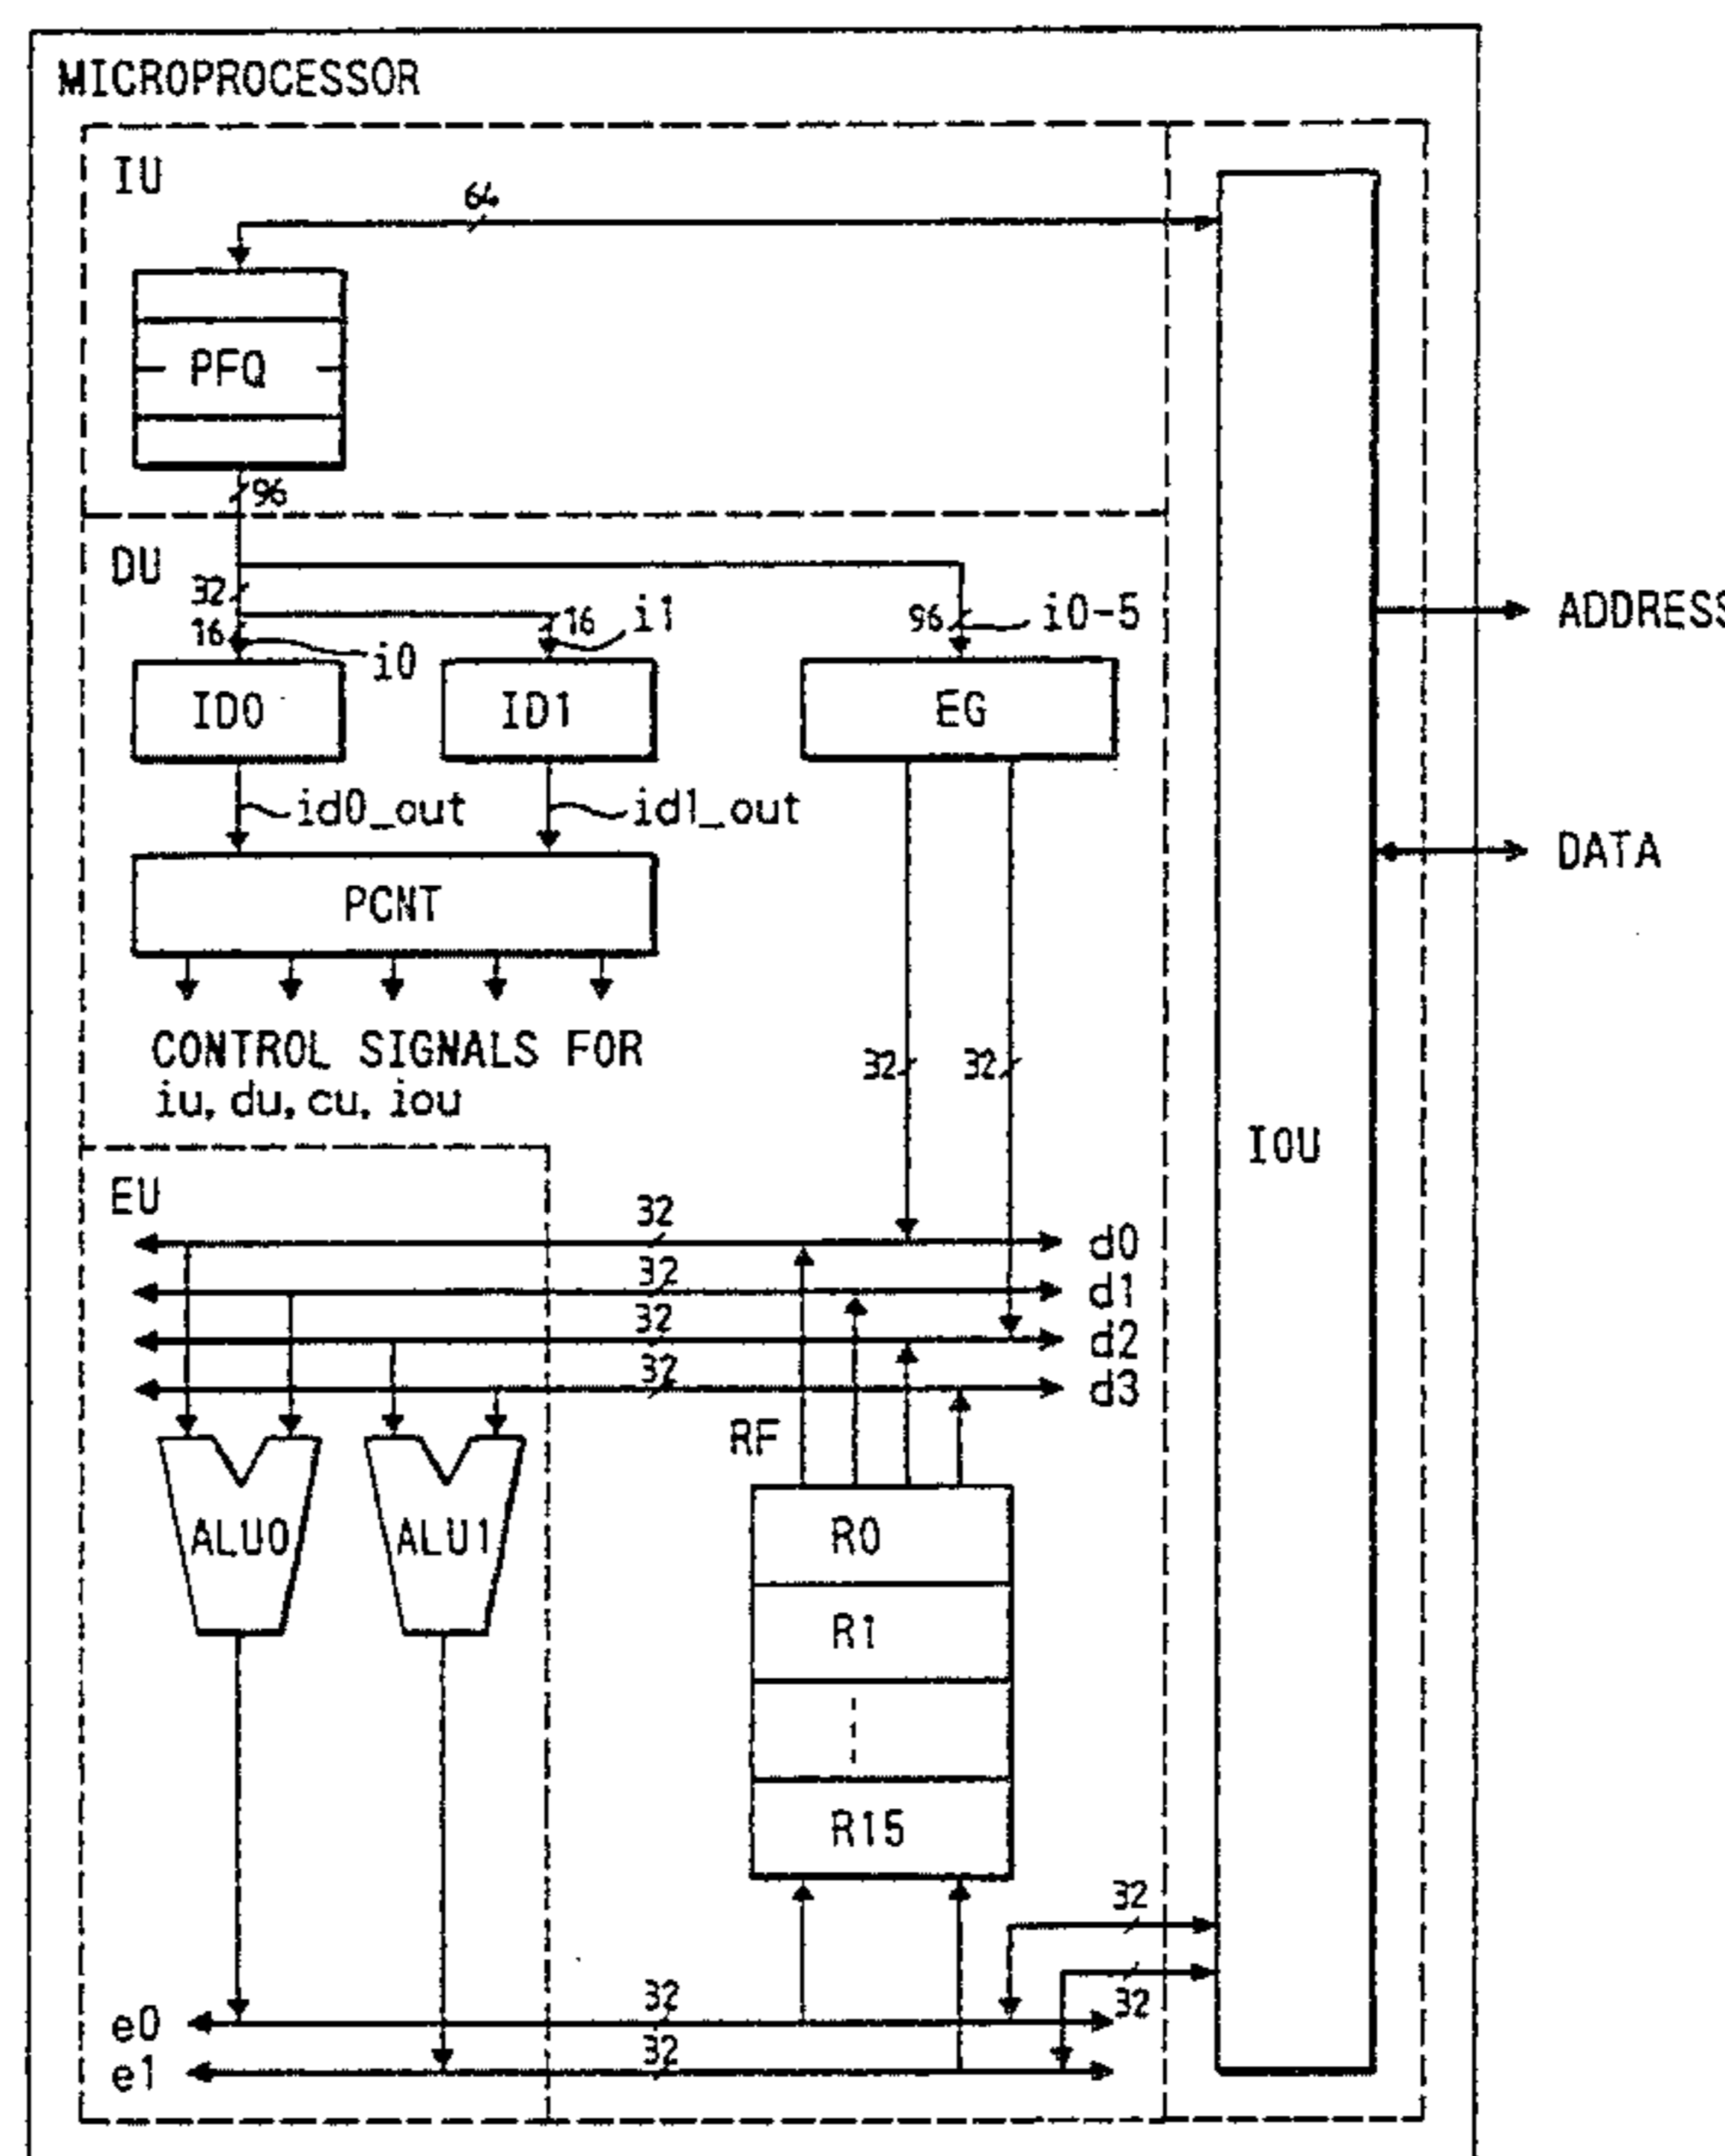 MICROPROCESSOR
IU
64
PFQ
96
DU
32
16
i0
16
i1
96
i0-5
ID0
ID1
EG
id0_out
id1_out
PCNT
CONTROL SIGNALS FOR
iu, du, cu, iou
32
32
ADDRESS
DATA
IOU
EU
32
d0
32
d1
32
d2
32
d3
RF
ALU0
ALU1
R0
R1
R15
32
32
e0
32
e1
32